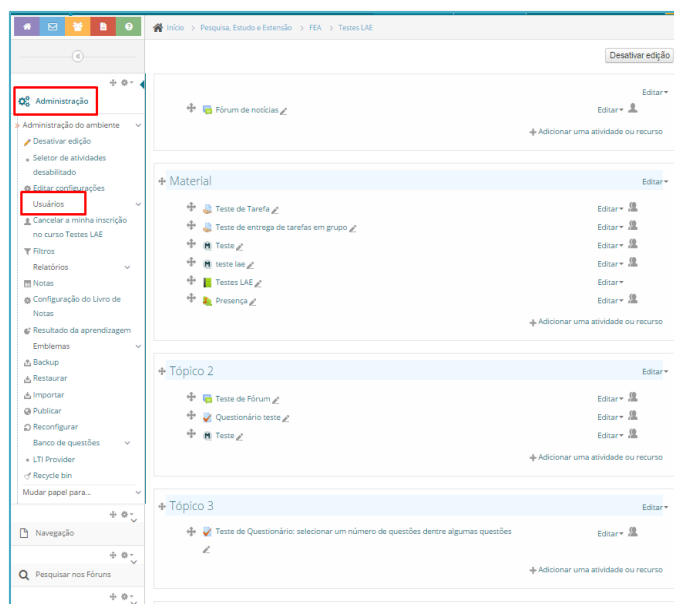 Início > Pesquisa, Estudo e Extensão > FEA > Testes LAE
Desativar edição
Administração
Administração do ambiente
Desativar edição
Seletor de atividades
desabilitado
Editar configurações
Usuários
Cancelar a minha inscrição
no curso Testes LAE
Filtros
Relatórios
Notas
Configuração do Livro de
Notas
Resultado da aprendizagem
Emblemas
Backup
Restaurar
Importar
Publicar
Reconfigurar
Banco de questões
LTI Provider
Recycle bin
Mudar papel para...
Navegação
Pesquisar nos Fóruns
Editar
Fórum de notícias Editar
Adicionar uma atividade ou recurso
Material Editar
Teste de Tarefa Editar
Teste de entrega de tarefas em grupo Editar
Teste Editar
teste lae Editar
Testes LAE Editar
Presença Editar
Adicionar uma atividade ou recurso
Tópico 2 Editar
Teste de Fórum Editar
Questionário teste Editar
Teste Editar
Adicionar uma atividade ou recurso
Tópico 3 Editar
Teste de Questionário: selecionar um número de questões dentre algumas questões Editar
Adicionar uma atividade ou recurso